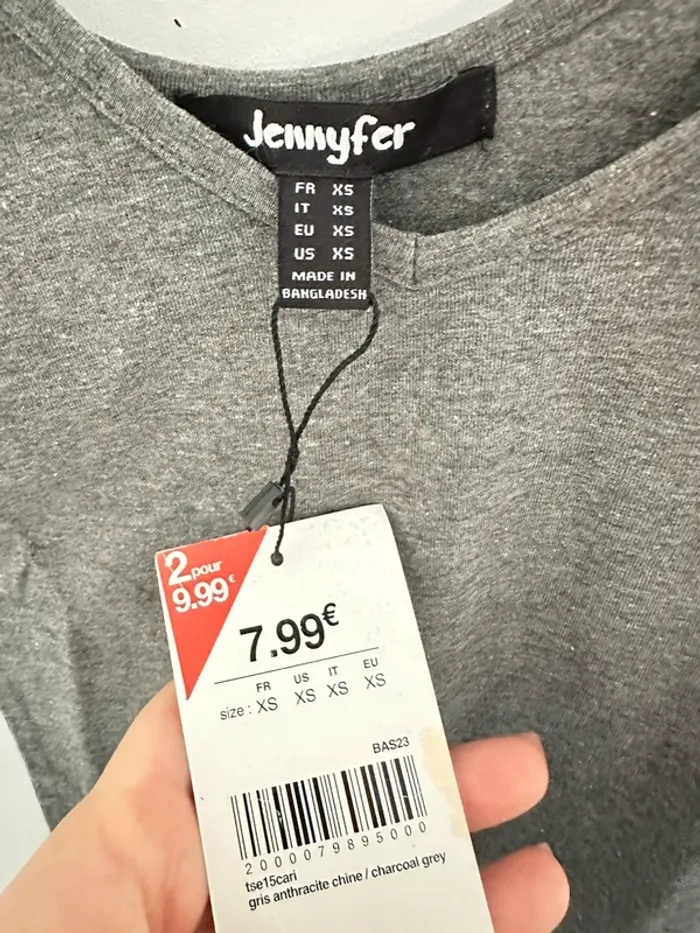 Jennyfer
FR XS
IT XS
EU XS
US XS
MADE IN
BANGLADESH
2 pour
9.99€
7.99€
FR US IT EU
size : XS XS XS XS
BAS23
2000079895000
tse15cari
gris anthracite chine / charcoal grey